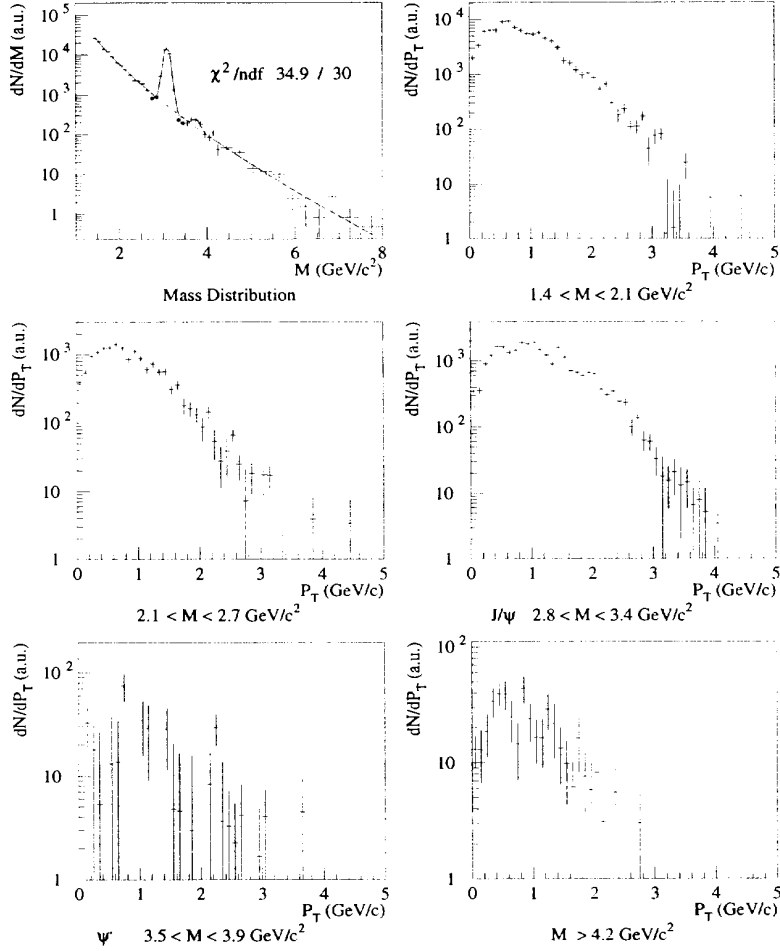 dN/dM (a.u.)
10^5
10^4
10^3
10^2
10
1
χ^2/ndf 34.9 / 30
2 4 6 8
M (GeV/c^2)
Mass Distribution
dN/dP_T (a.u.)
10^5
10^4
10^3
10^2
10
1
0 1 2 3 4 5
P_T (GeV/c)
1.4 < M < 2.1 GeV/c^2
dN/dP_T (a.u.)
10^3
10^2
10
1
0 1 2 3 4 5
P_T (GeV/c)
2.1 < M < 2.7 GeV/c^2
dN/dP_T (a.u.)
10^3
10^2
10
1
0 1 2 3 4 5
P_T (GeV/c)
J/ψ 2.8 < M < 3.4 GeV/c^2
dN/dP_T (a.u.)
10^2
10
1
0 1 2 3 4 5
P_T (GeV/c)
ψ' 3.5 < M < 3.9 GeV/c^2
dN/dP_T (a.u.)
10^2
10
1
0 1 2 3 4 5
P_T (GeV/c)
M > 4.2 GeV/c^2